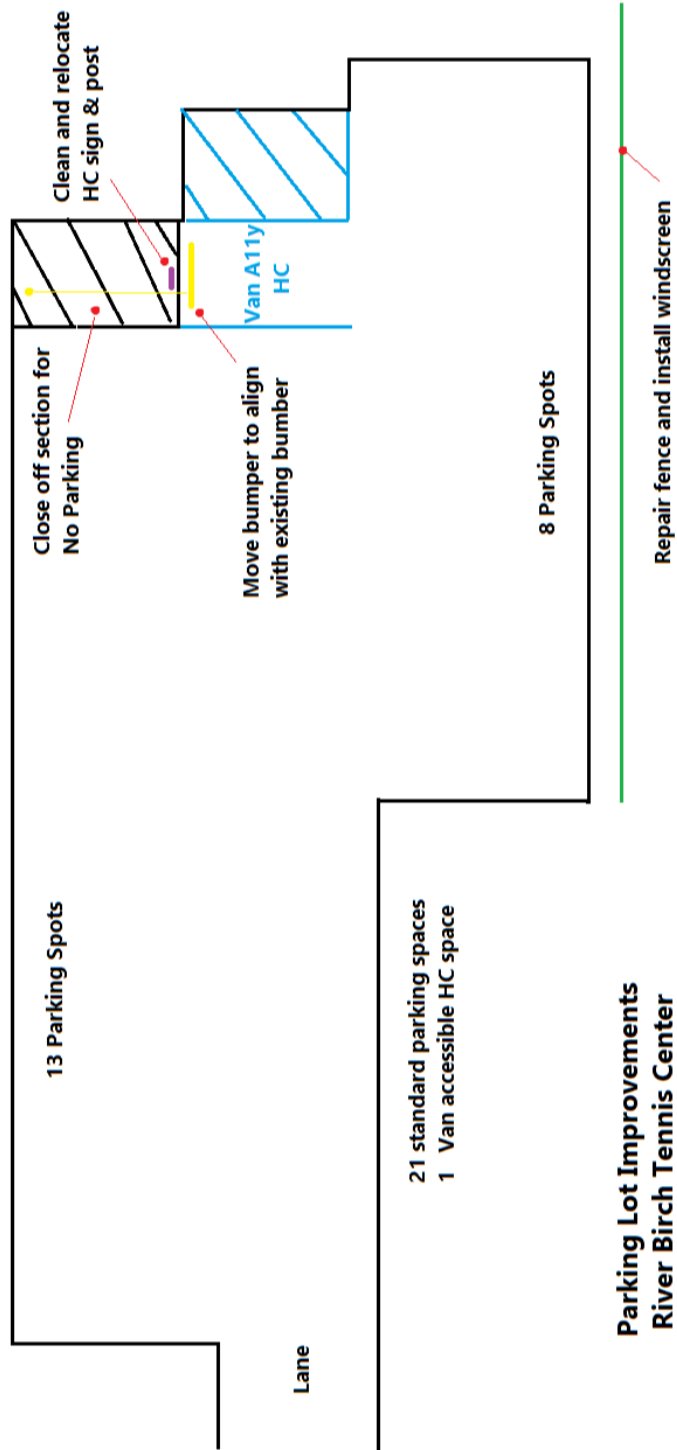 Clean and relocate
HC sign & post
Close off section for
No Parking
Van A11y
HC
Move bumper to align
with existing bumber
13 Parking Spots
8 Parking Spots
21 standard parking spaces
1 Van accessible HC space
Lane
Repair fence and install windscreen
Parking Lot Improvements
River Birch Tennis Center